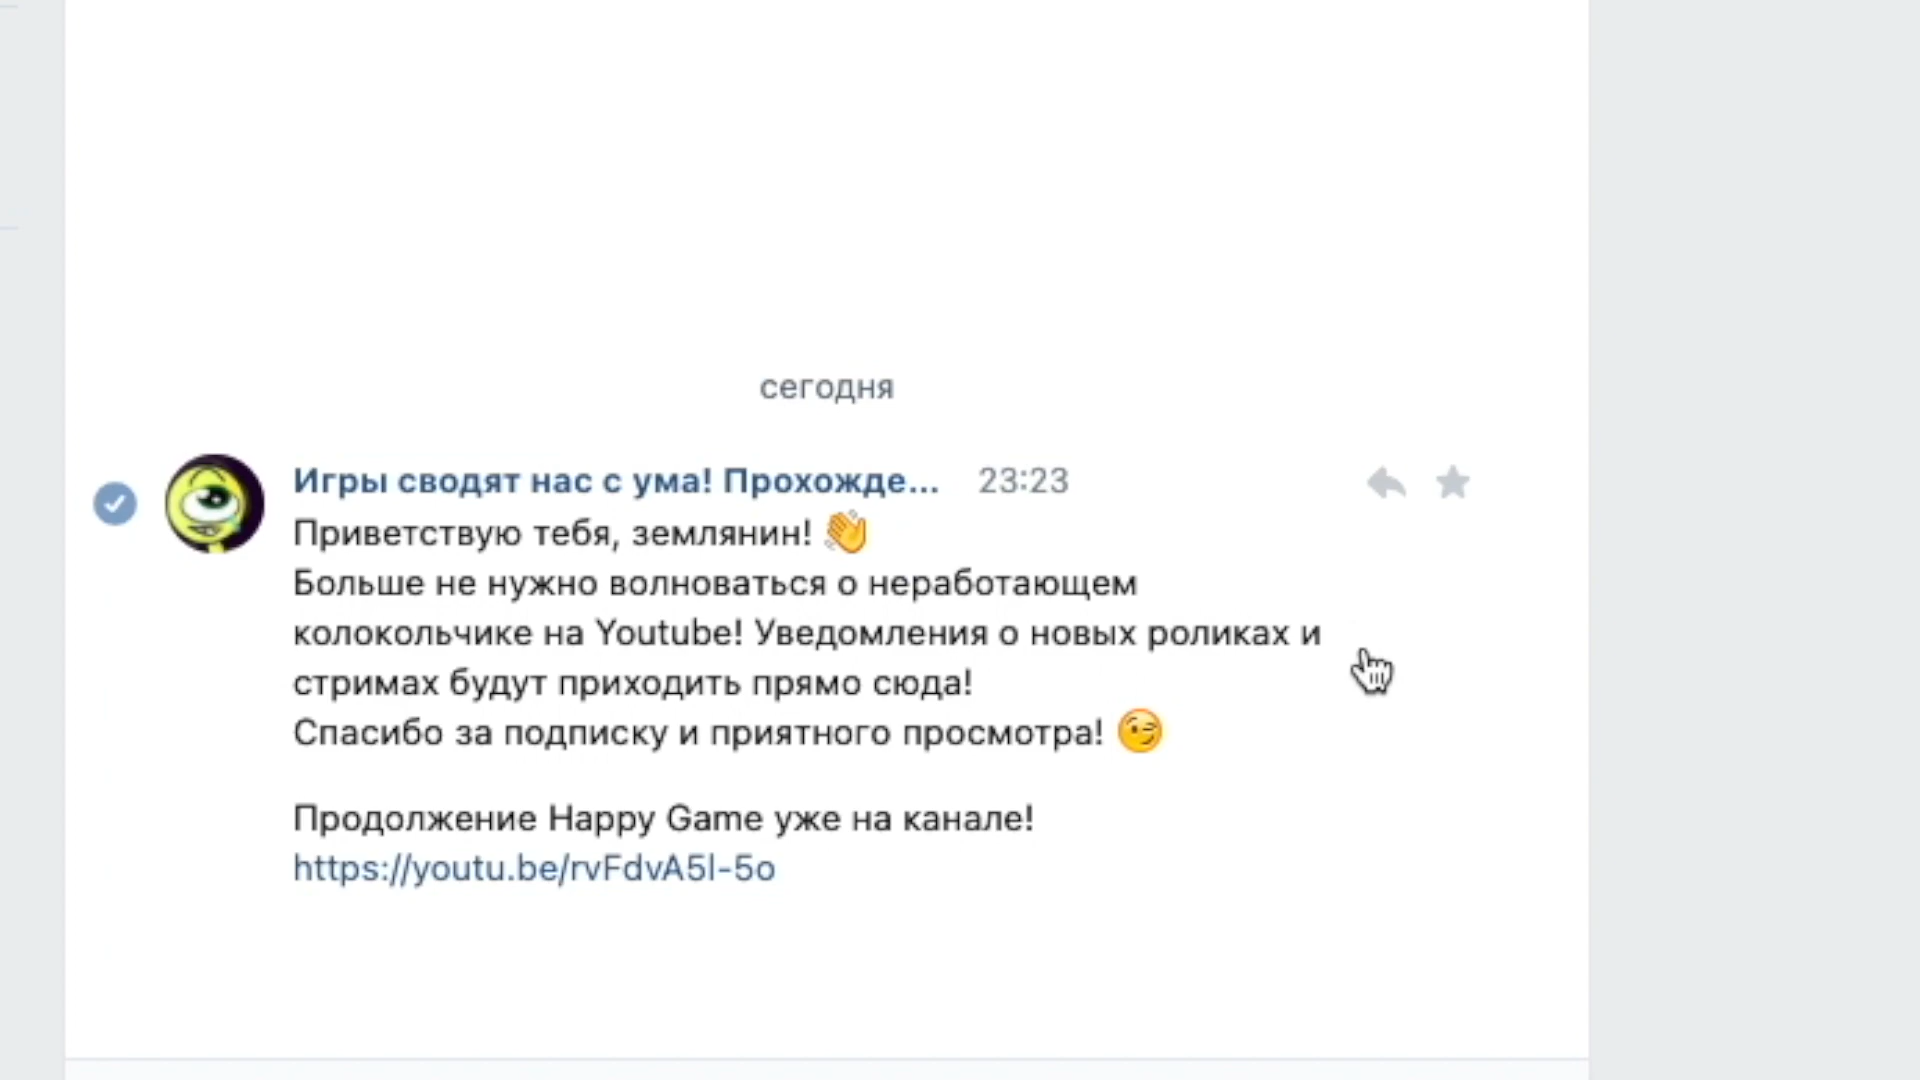 сегодня
Игры сводят нас с ума! Прохожде... 23:23
Приветствую тебя, землянин! 👋
Больше не нужно волноваться о неработающем
колокольчике на Youtube! Уведомления о новых роликах и
стримах будут приходить прямо сюда!
Спасибо за подписку и приятного просмотра! 😉
Продолжение Happy Game уже на канале!
https://youtu.be/rvFdvA5l-5o